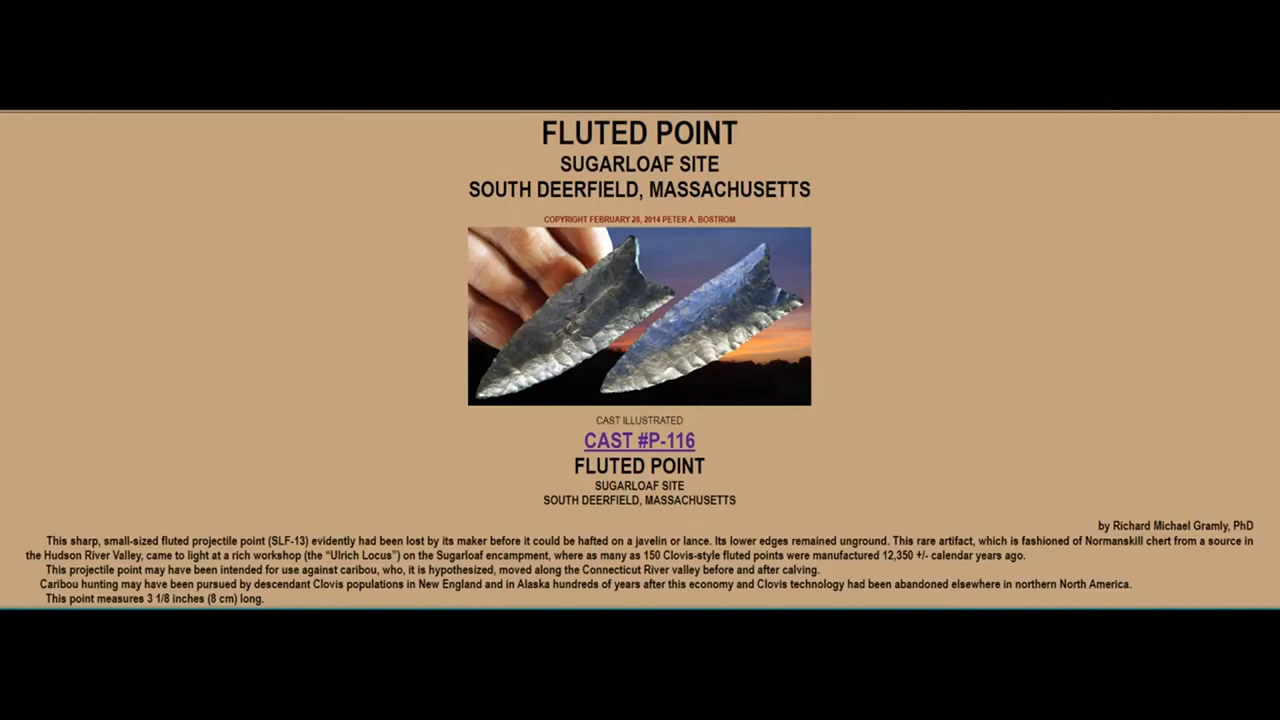 FLUTED POINT
SUGARLOAF SITE
SOUTH DEERFIELD, MASSACHUSETTS
COPYRIGHT FEBRUARY 28, 2014 PETER A. BOSTROM
CAST ILLUSTRATED
CAST #P-116
FLUTED POINT
SUGARLOAF SITE
SOUTH DEERFIELD, MASSACHUSETTS
by Richard Michael Gramly, PhD
This sharp, small-sized fluted projectile point (SLF-13) evidently had been lost by its maker before it could be hafted on a javelin or lance. Its lower edges remained unground. This rare artifact, which is fashioned of Normanskill chert from a source in
the Hudson River Valley, came to light at a rich workshop (the “Ulrich Locus”) on the Sugarloaf encampment, where as many as 150 Clovis-style fluted points were manufactured 12,350 +/- calendar years ago.
This projectile point may have been intended for use against caribou, who, it is hypothesized, moved along the Connecticut River valley before and after calving.
Caribou hunting may have been pursued by descendant Clovis populations in New England and in Alaska hundreds of years after this economy and Clovis technology had been abandoned elsewhere in northern North America.
This point measures 3 1/8 inches (8 cm) long.